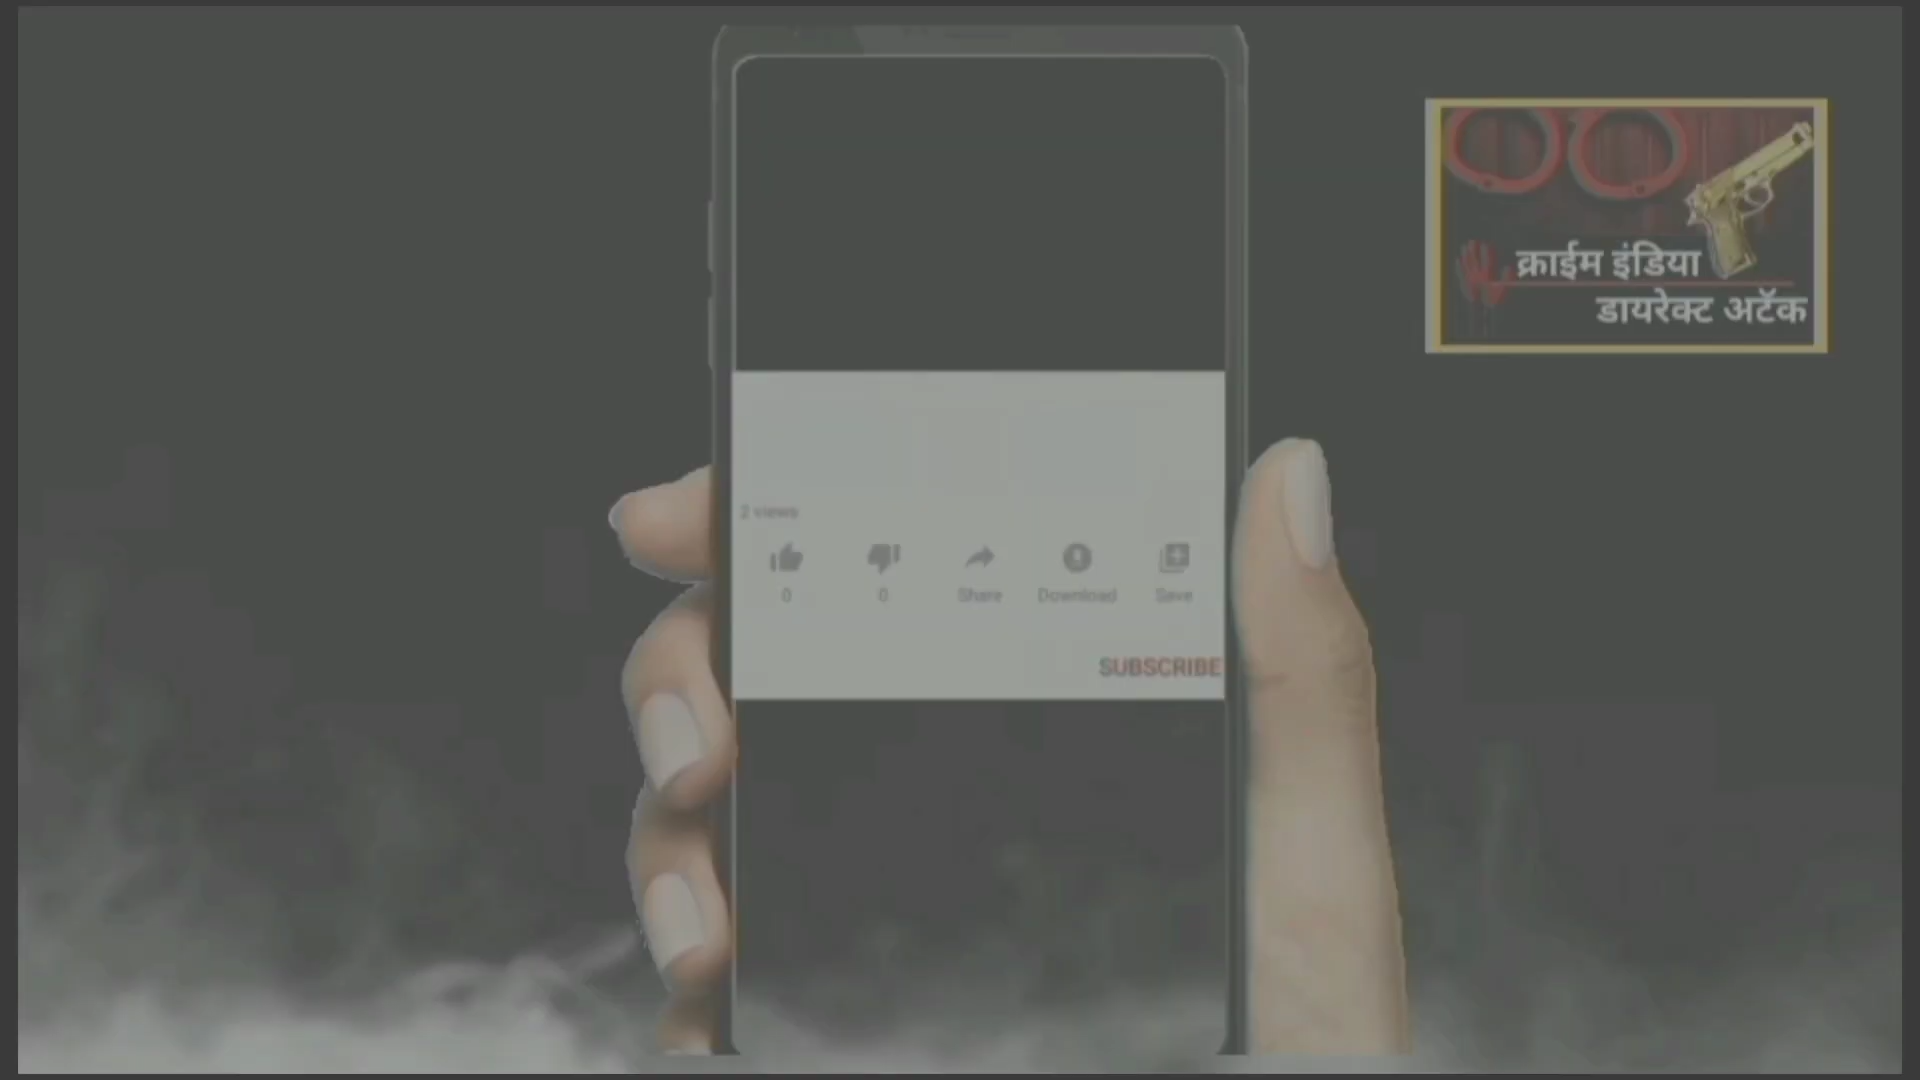 क्राईम इंडिया
डायरेक्ट अटॅक
2 views
0
0
Share
Download
Save
SUBSCRIBE